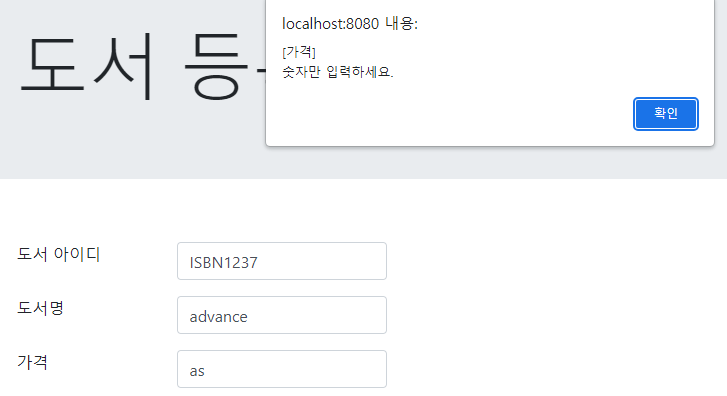 localhost:8080 내용:
[가격]
숫자만 입력하세요.
확인
도서 등
도서 아이디
ISBN1237
도서명
advance
가격
as